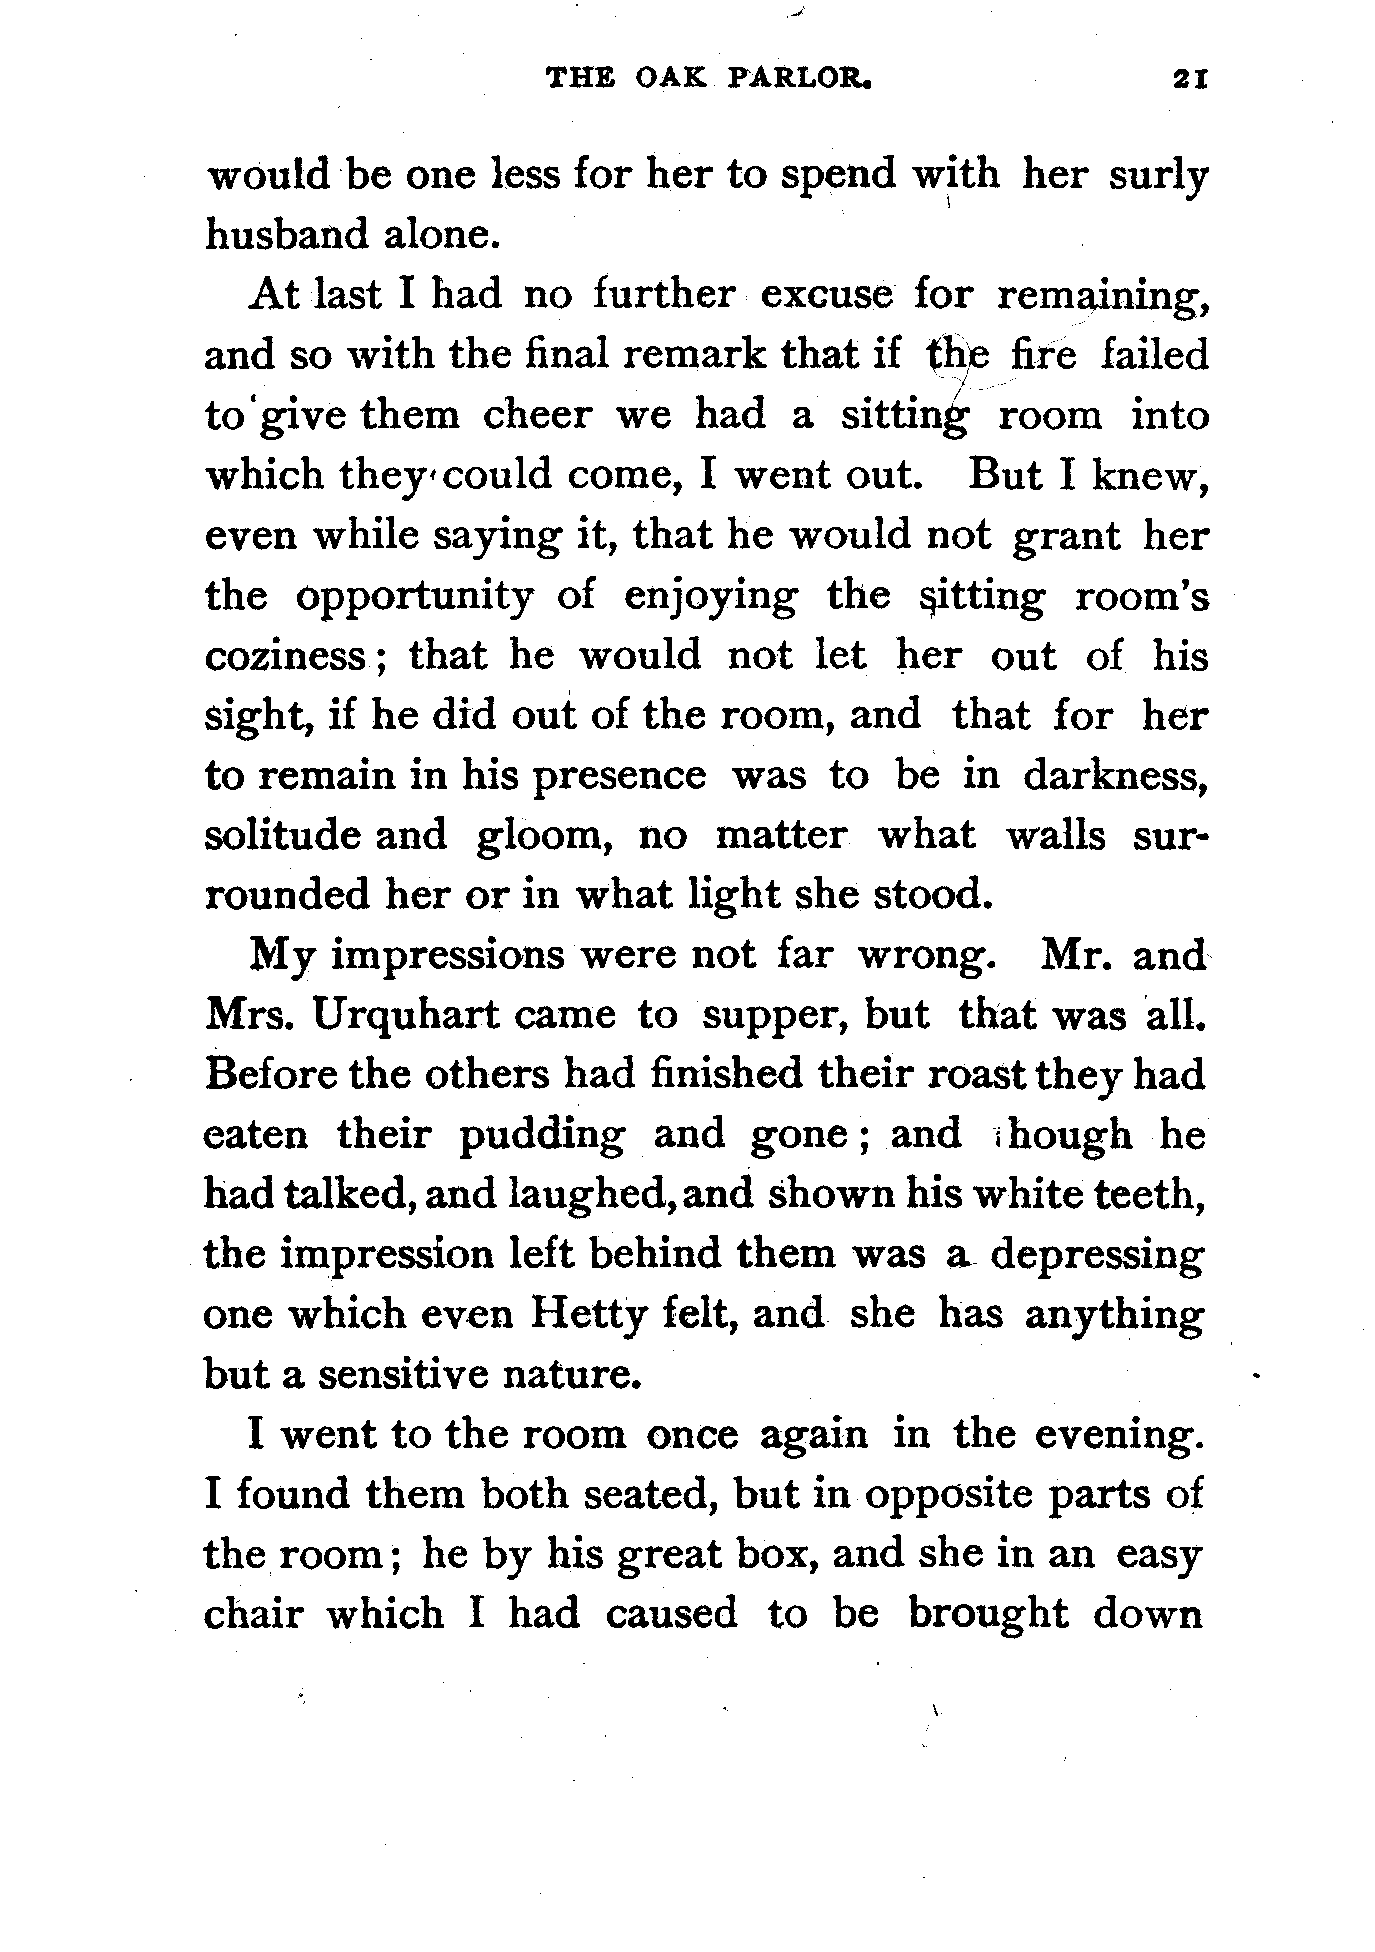 THE OAK PARLOR. 21
would be one less for her to spend with her surly
husband alone.
At last I had no further excuse for remaining,
and so with the final remark that if the fire failed
to give them cheer we had a sitting room into
which they could come, I went out. But I knew,
even while saying it, that he would not grant her
the opportunity of enjoying the sitting room's
coziness; that he would not let her out of his
sight, if he did out of the room, and that for her
to remain in his presence was to be in darkness,
solitude and gloom, no matter what walls sur-
rounded her or in what light she stood.
My impressions were not far wrong. Mr. and
Mrs. Urquhart came to supper, but that was all.
Before the others had finished their roast they had
eaten their pudding and gone; and though he
had talked, and laughed, and shown his white teeth,
the impression left behind them was a depressing
one which even Hetty felt, and she has anything
but a sensitive nature.
I went to the room once again in the evening.
I found them both seated, but in opposite parts of
the room; he by his great box, and she in an easy
chair which I had caused to be brought down